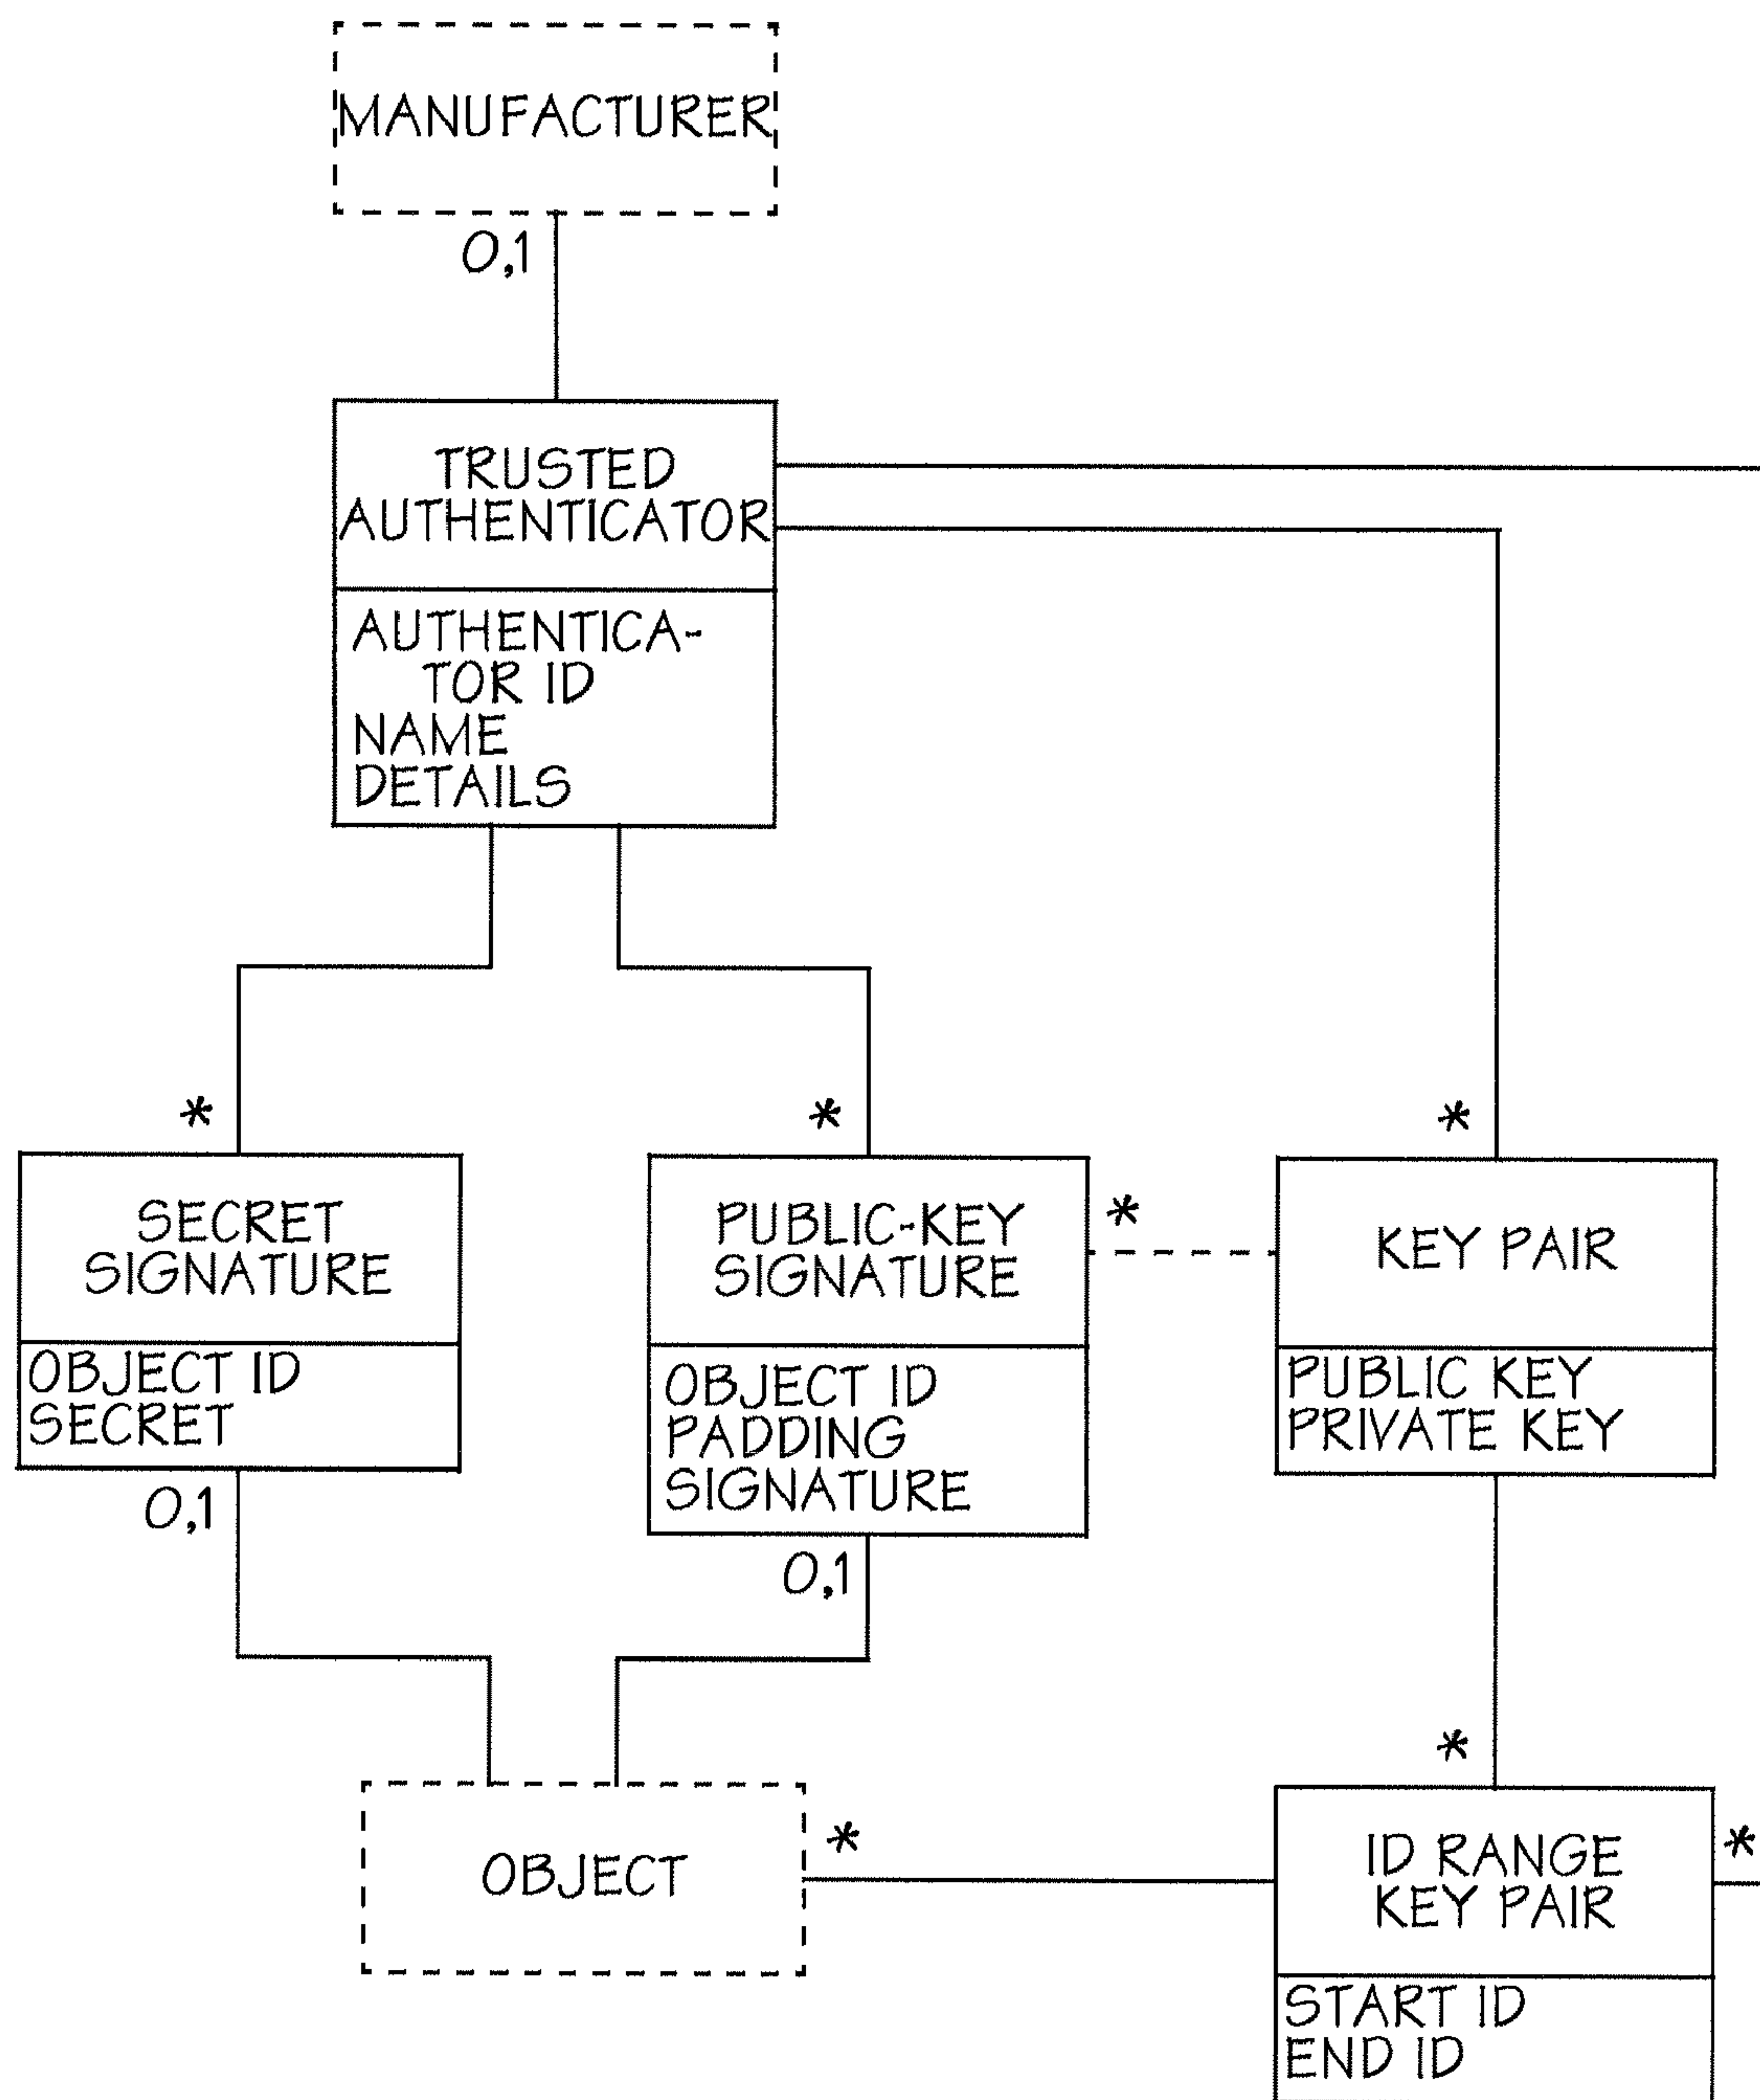 MANUFACTURER
0,1
TRUSTED
AUTHENTICATOR
AUTHENTICA-
TOR ID
NAME
DETAILS
*
*
*
SECRET
SIGNATURE
OBJECT ID
SECRET
0,1
PUBLIC-KEY
SIGNATURE
*
OBJECT ID
PADDING
SIGNATURE
0,1
KEY PAIR
PUBLIC KEY
PRIVATE KEY
*
OBJECT
*
ID RANGE
KEY PAIR
*
START ID
END ID